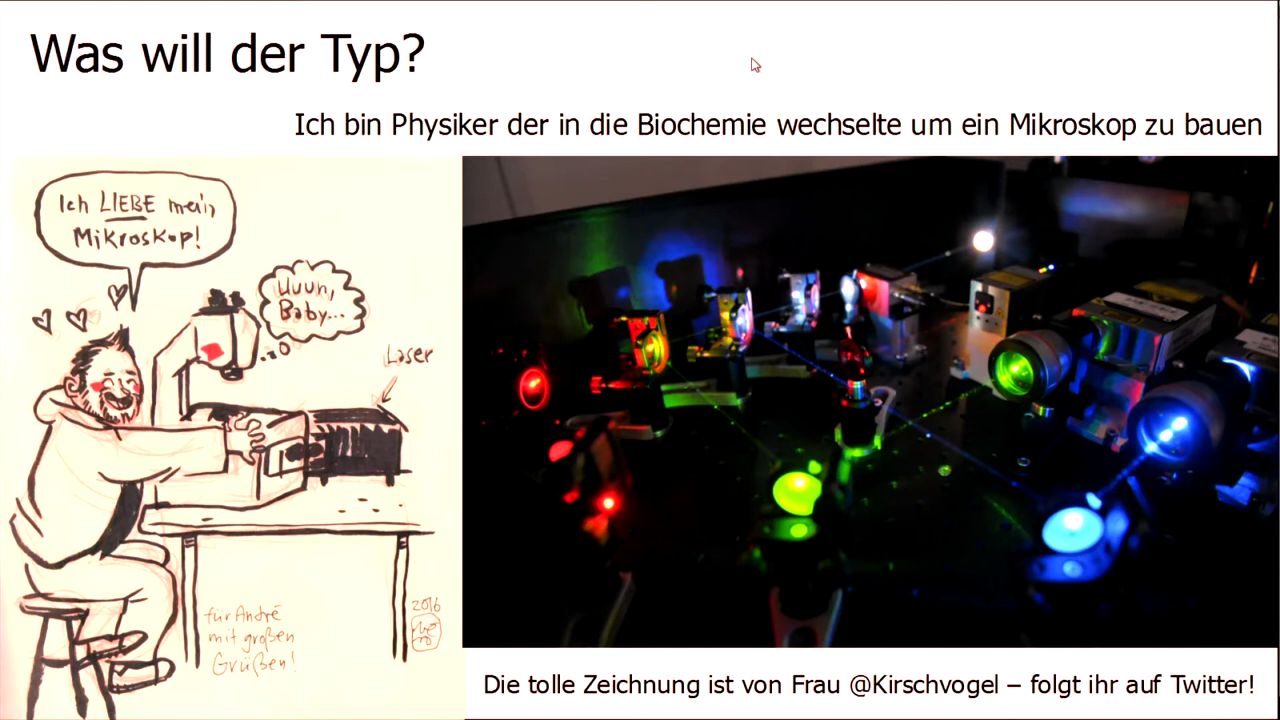 Was will der Typ?
Ich bin Physiker der in die Biochemie wechselte um ein Mikroskop zu bauen
Ich LIEBE mein
Mikroskop!
Uuuh,
Baby...
Laser
für André
mit großen
Grüßen!
2016
Die tolle Zeichnung ist von Frau @Kirschvogel – folgt ihr auf Twitter!